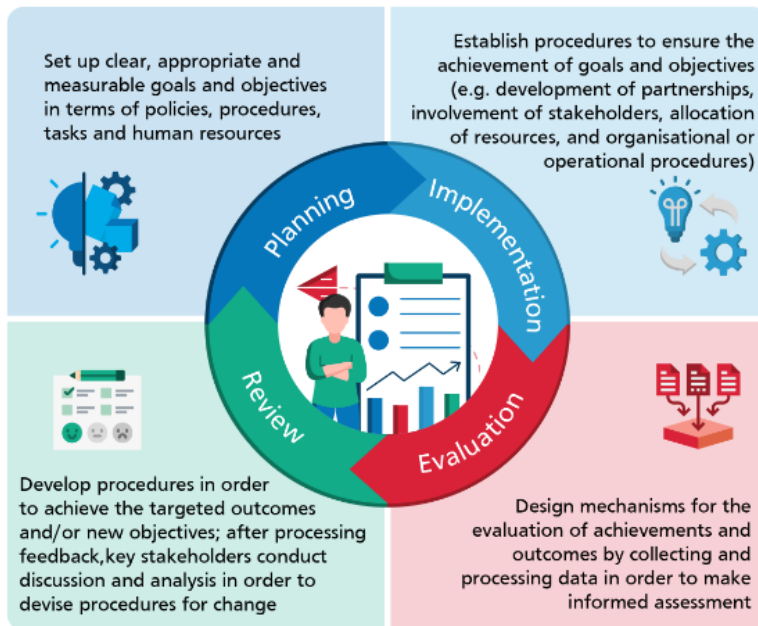 Set up clear, appropriate and
measurable goals and objectives
in terms of policies, procedures,
tasks and human resources
Establish procedures to ensure the
achievement of goals and objectives
(e.g. development of partnerships,
involvement of stakeholders, allocation
of resources, and organisational or
operational procedures)
Planning
Implementation
Evaluation
Review
Develop procedures in order
to achieve the targeted outcomes
and/or new objectives; after processing
feedback,key stakeholders conduct
discussion and analysis in order to
devise procedures for change
Design mechanisms for the
evaluation of achievements and
outcomes by collecting and
processing data in order to make
informed assessment